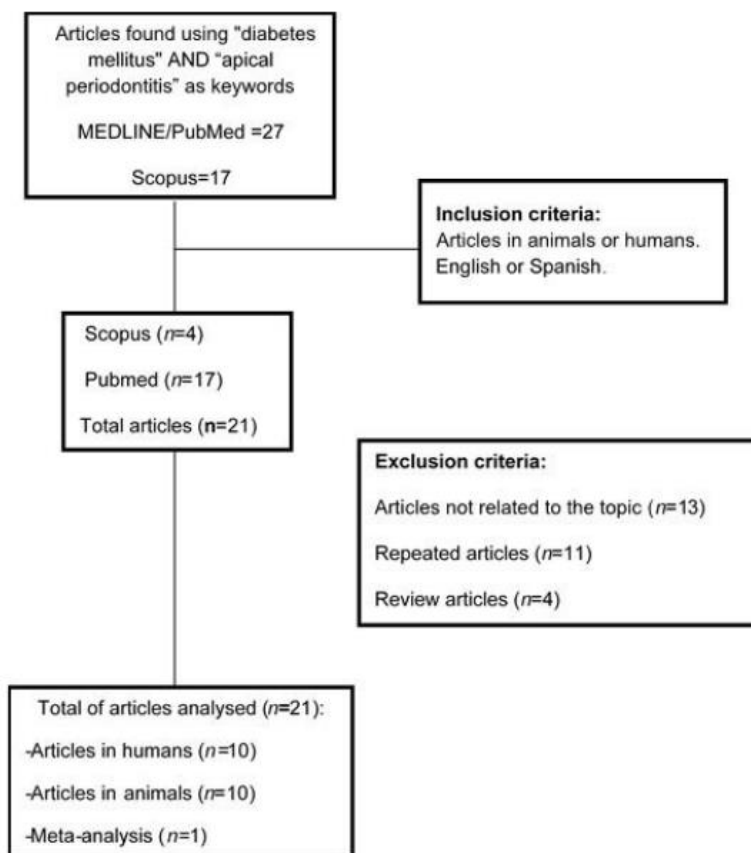 Articles found using "diabetes
mellitus" AND “apical
periodontitis” as keywords
MEDLINE/PubMed =27
Scopus=17
Inclusion criteria:
Articles in animals or humans.
English or Spanish.
Scopus (n=4)
Pubmed (n=17)
Total articles (n=21)
Exclusion criteria:
Articles not related to the topic (n=13)
Repeated articles (n=11)
Review articles (n=4)
Total of articles analysed (n=21):
-Articles in humans (n=10)
-Articles in animals (n=10)
-Meta-analysis (n=1)